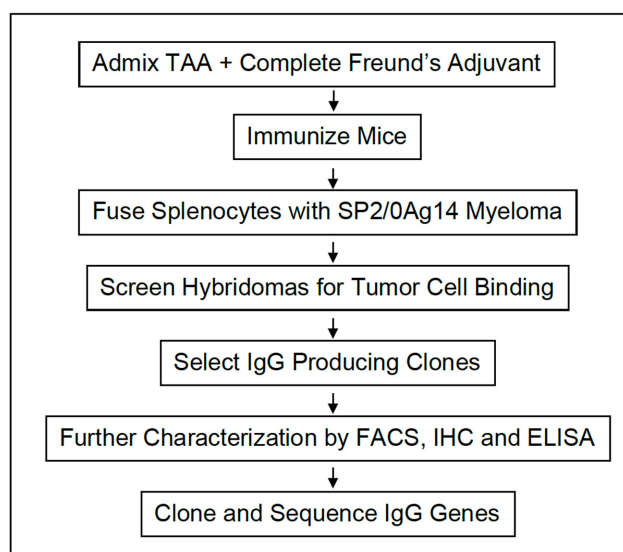 Admix TAA + Complete Freund's Adjuvant
Immunize Mice
Fuse Splenocytes with SP2/0Ag14 Myeloma
Screen Hybridomas for Tumor Cell Binding
Select IgG Producing Clones
Further Characterization by FACS, IHC and ELISA
Clone and Sequence IgG Genes